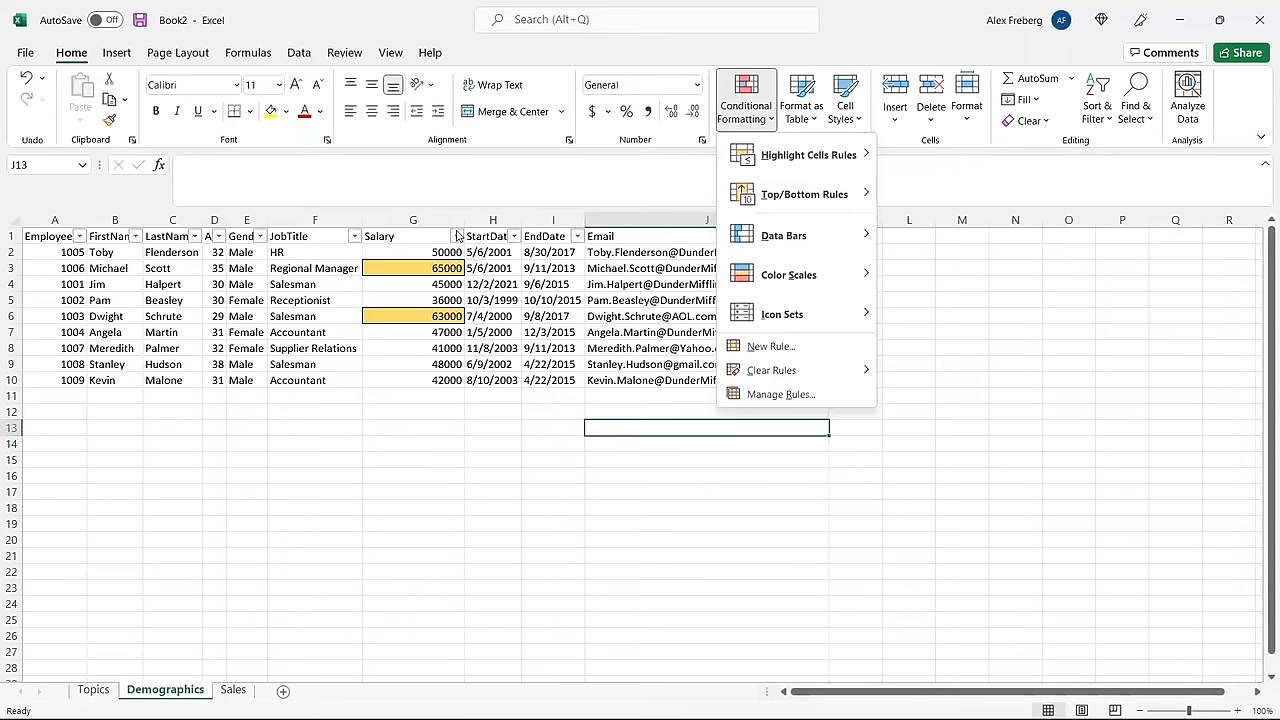 AutoSave Off Book2 - Excel Search (Alt+Q) Alex Freberg AF
File Home Insert Page Layout Formulas Data Review View Help Comments Share
Calibri 11 Wrap Text General AutoSum
Paste B I U Merge & Center $ % Conditional Formatting Format as Table Cell Styles Insert Delete Format Fill Sort & Filter Find & Select Analyze Data
Clear
Undo Clipboard Font Alignment Number Cells Editing Analysis
J13 fx
Highlight Cells Rules
Top/Bottom Rules
Data Bars
Color Scales
Icon Sets
New Rule...
Clear Rules
Manage Rules...
A B C D E F G H I J L M N O P Q R
1 Employee FirstNan LastNam A Gend JobTitle Salary StartDat EndDate Email
2 1005 Toby Flenderson 32 Male HR 50000 5/6/2001 8/30/2017 Toby.Flenderson@DunderM
3 1006 Michael Scott 35 Male Regional Manager 65000 5/6/2001 9/11/2013 Michael.Scott@DunderMif
4 1001 Jim Halpert 30 Male Salesman 45000 12/2/2021 9/6/2015 Jim.Halpert@DunderMiffli
5 1002 Pam Beasley 30 Female Receptionist 36000 10/3/1999 10/10/2015 Pam.Beasley@DunderMiffl
6 1003 Dwight Schrute 29 Male Salesman 63000 7/4/2000 9/8/2017 Dwight.Schrute@AOL.com
7 1004 Angela Martin 31 Female Accountant 47000 1/5/2000 12/3/2015 Angela.Martin@DunderMif
8 1007 Meredith Palmer 32 Female Supplier Relations 41000 11/8/2003 9/11/2013 Meredith.Palmer@Yahoo.c
9 1008 Stanley Hudson 38 Male Salesman 48000 6/9/2002 4/22/2015 Stanley.Hudson@gmail.com
10 1009 Kevin Malone 31 Male Accountant 42000 8/10/2003 4/22/2015 Kevin.Malone@DunderMif
11
12
13
14
15
16
17
18
19
20
21
22
23
24
25
26
27
28
Topics Demographics Sales
Ready 100%